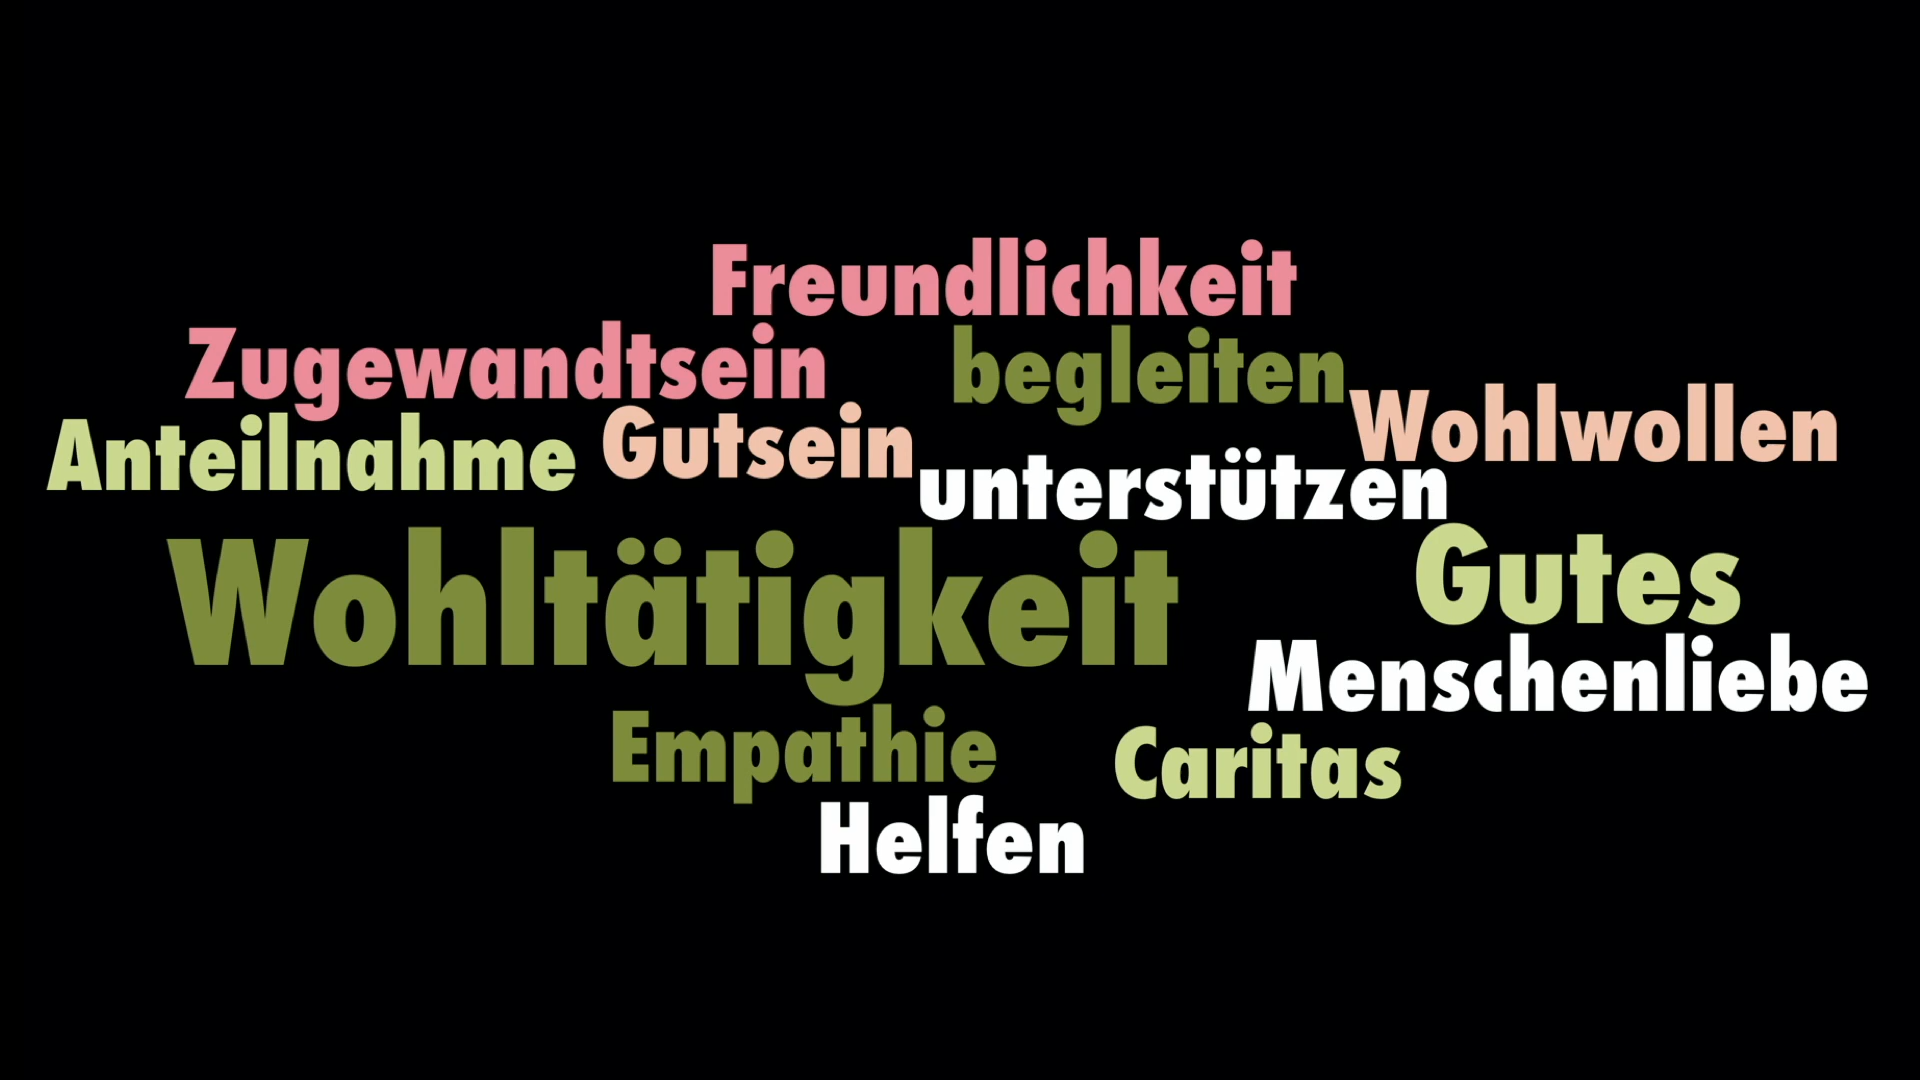 Freundlichkeit
Zugewandtsein
begleiten
Wohlwollen
Anteilnahme
Gutsein
unterstützen
Wohltätigkeit
Gutes
Menschenliebe
Empathie
Caritas
Helfen